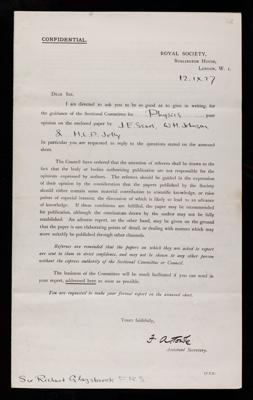 CONFIDENTIAL.
ROYAL SOCIETY,
BURLINGTON HOUSE,
LONDON, W. 1.
12.IX.27
DEAR SIR,
I am directed to ask you to be so good as to give in writing, for
the guidance of the Sectional Committee for Physics your
opinion on the enclosed paper by J.E. Sears, W.H. Johnson
& H.L.P. Jolly
In particular you are requested to reply to the questions stated on the annexed
sheet.
The Council have ordered that the attention of referees shall be drawn to the
fact that the body or bodies authorising publication are not responsible for the
opinions expressed by authors. The referees should be guided in the expression
of their opinion by the consideration that the papers published by the Society
should either contain some material contribution to scientific knowledge, or raise
points of especial interest, the discussion of which is likely to lead to an advance
of knowledge. If these conditions are fulfilled, the paper may be recommended
for publication, although the conclusions drawn by the author may not be fully
established. An adverse report, on the other hand, may be given on the ground
that the paper is one elaborating points of detail, or dealing with matters which may
more suitably be published through other channels.
Referees are reminded that the papers on which they are asked to report
are sent to them in strict confidence, and may not be shown to any other person
without the express authority of the Sectional Committee or Council.
The business of the Committee will be much facilitated if you can send in your
report, addressed here as soon as possible.
You are requested to make your formal report on the annexed sheet.
Yours faithfully,
F. A. Towle
Assistant Secretary.
Sir Richard Glazebrook F.R.S.